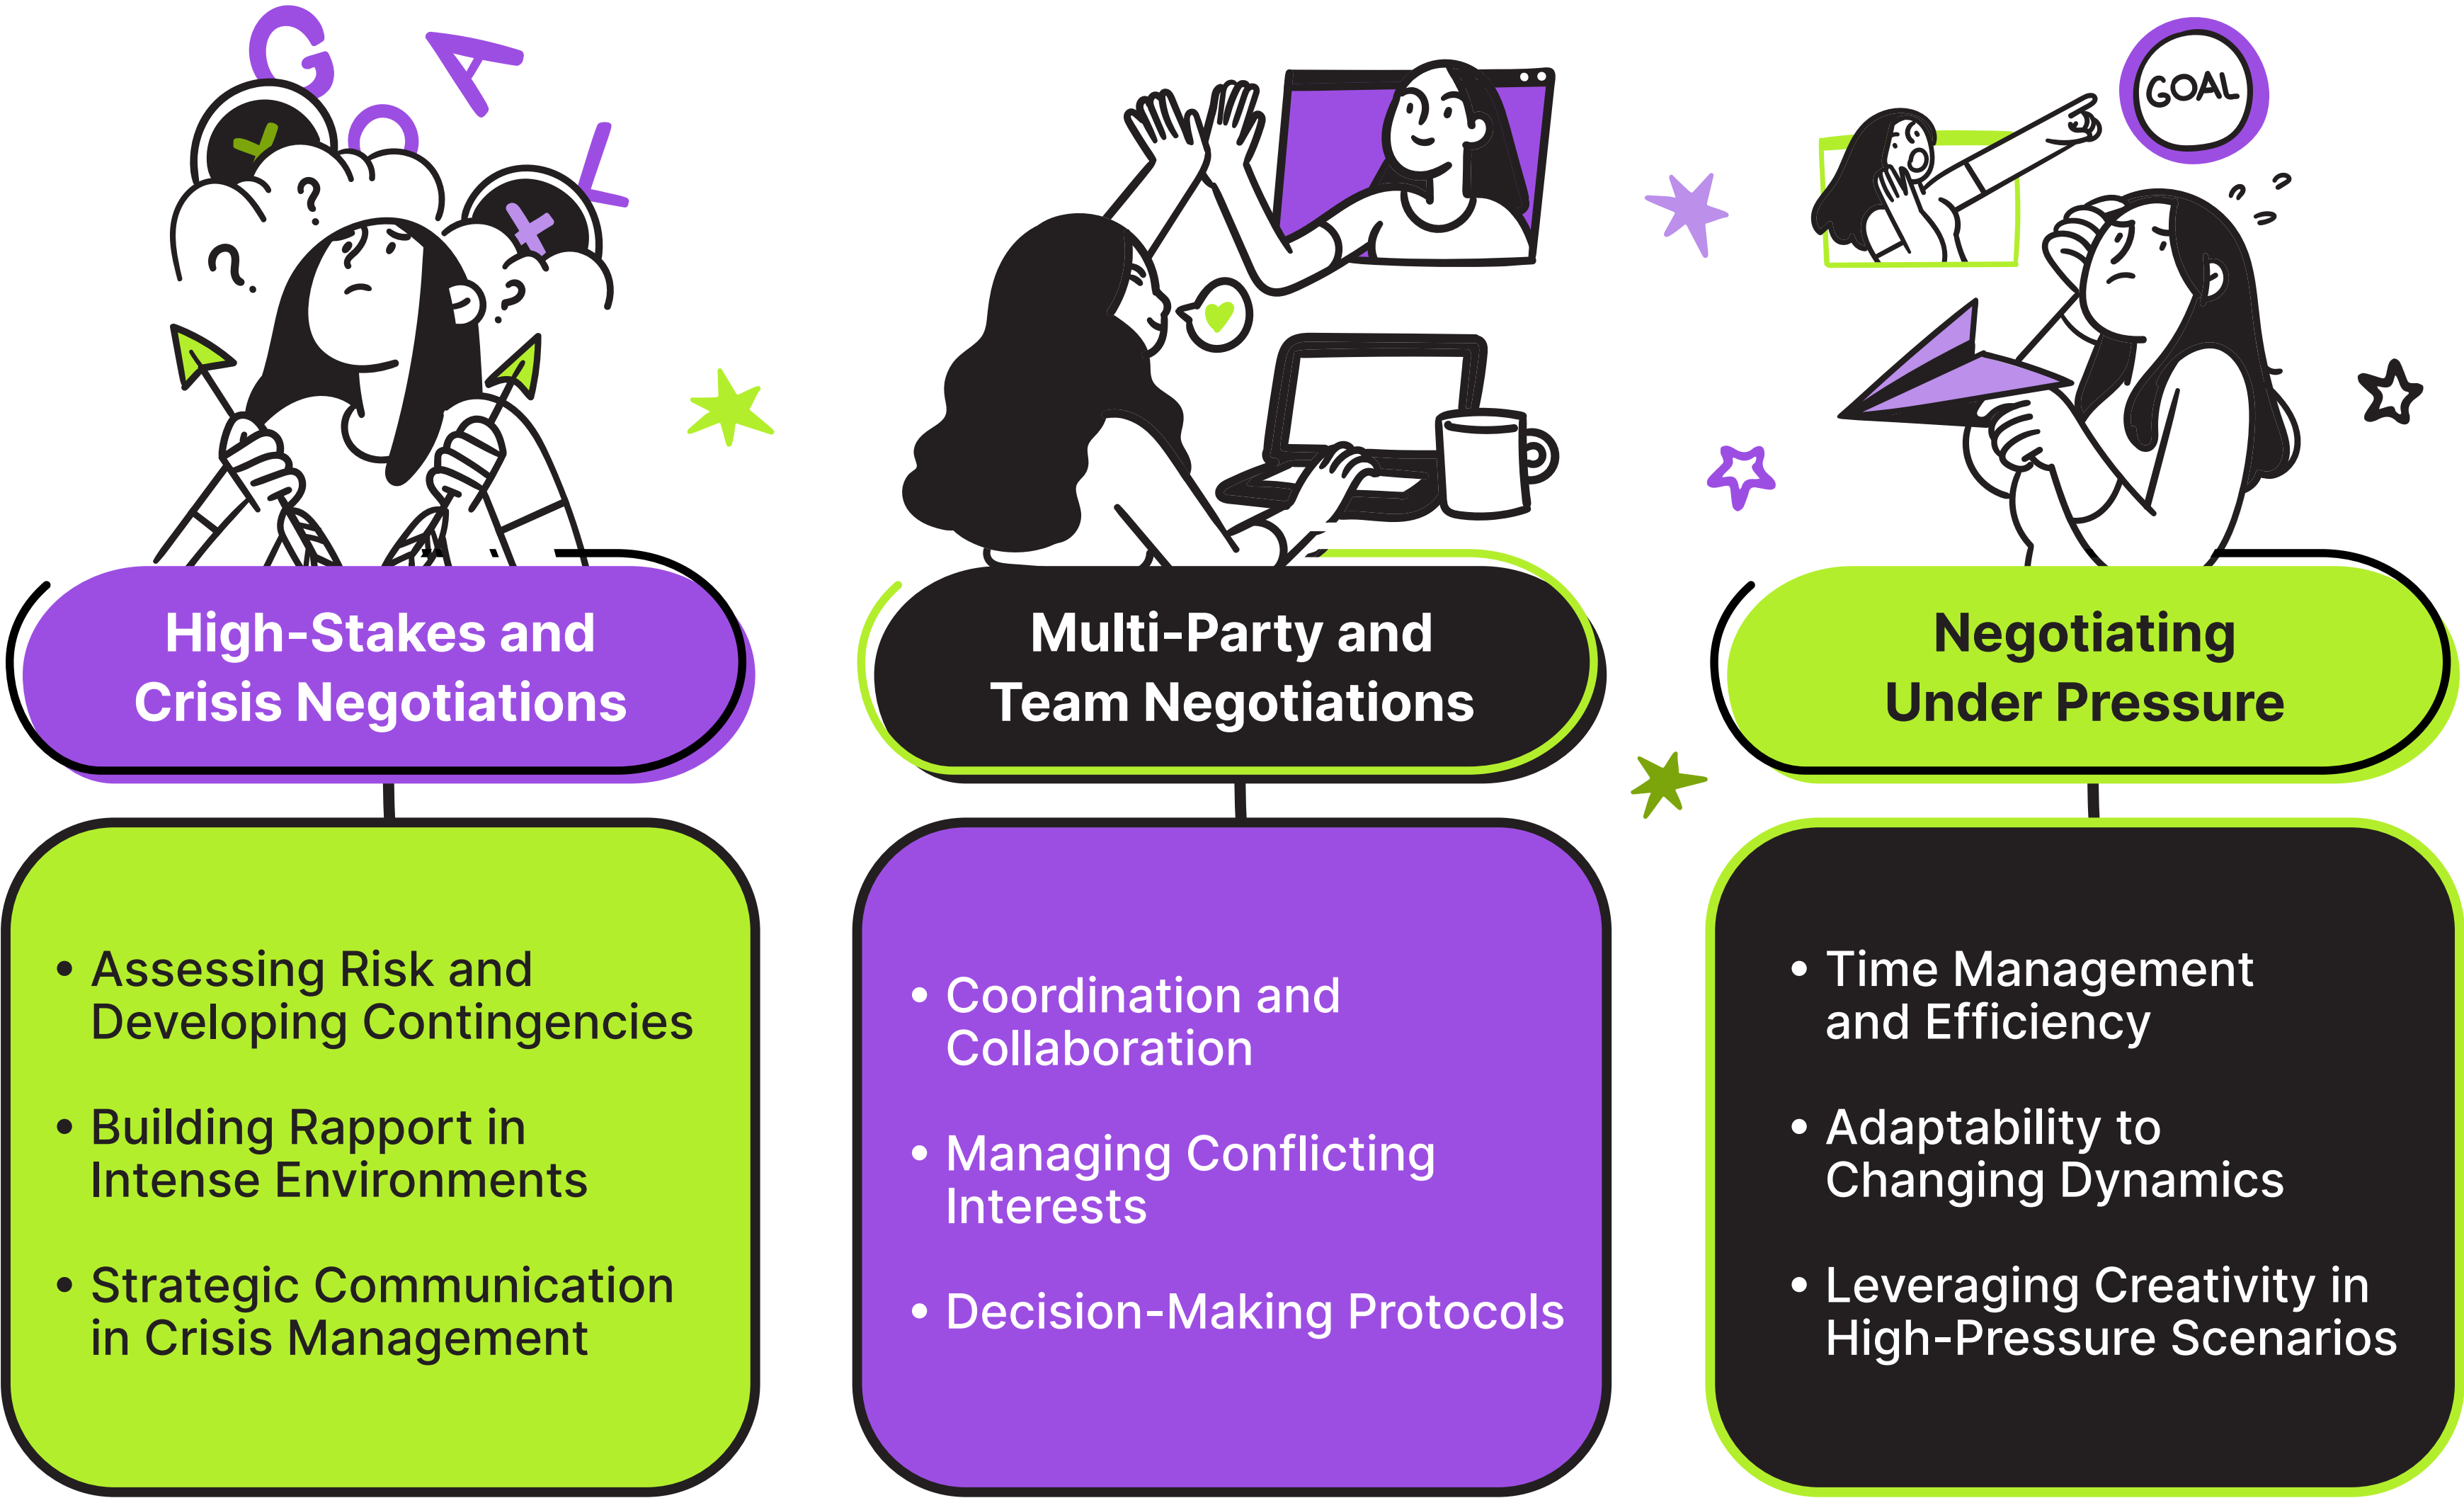 GOAL
GOAL
High-Stakes and
Crisis Negotiations
• Assessing Risk and
Developing Contingencies
• Building Rapport in
Intense Environments
• Strategic Communication
in Crisis Management
Multi-Party and
Team Negotiations
• Coordination and
Collaboration
• Managing Conflicting
Interests
• Decision-Making Protocols
Negotiating
Under Pressure
• Time Management
and Efficiency
• Adaptability to
Changing Dynamics
• Leveraging Creativity in
High-Pressure Scenarios